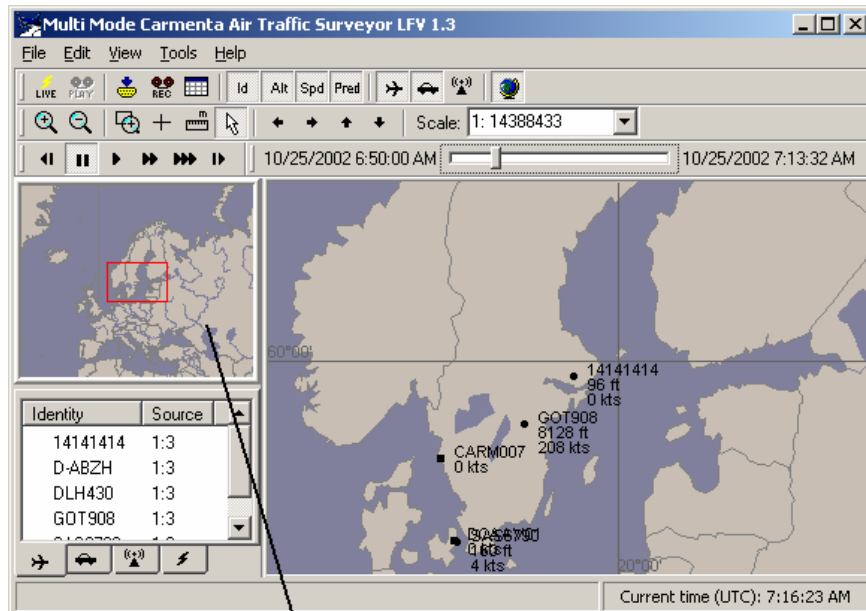 Multi Mode Carmenta Air Traffic Surveyor LFV 1.3
File Edit View Tools Help
LIVE PLAY REC Id Alt Spd Pred
Scale: 1: 14388433
10/25/2002 6:50:00 AM 10/25/2002 7:13:32 AM
60°00'
14141414
96 ft
0 kts
GOT908
8128 ft
208 kts
CARM007
0 kts
4 kts
20°00'
Identity Source
14141414 1:3
D-ABZH 1:3
DLH430 1:3
GOT908 1:3
Current time (UTC): 7:16:23 AM